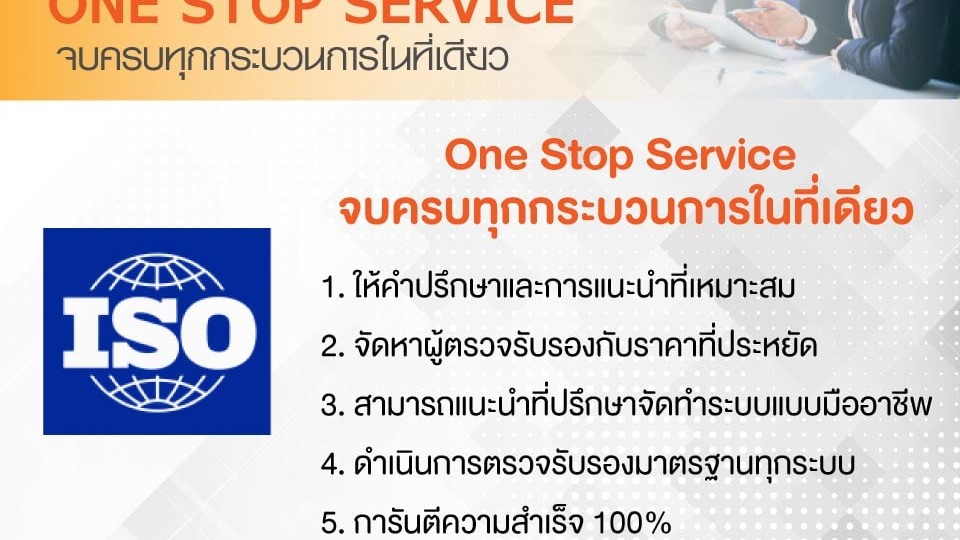 ONE STOP SERVICE
จบครบทุกกระบวนการในที่เดียว
One Stop Service
จบครบทุกกระบวนการในที่เดียว
ISO
1. ให้คำปรึกษาและการแนะนำที่เหมาะสม
2. จัดหาผู้ตรวจรับรองกับราคาที่ประหยัด
3. สามารถแนะนำที่ปรึกษาจัดทำระบบแบบมืออาชีพ
4. ดำเนินการตรวจรับรองมาตรฐานทุกระบบ
5. การันตีความสำเร็จ 100%